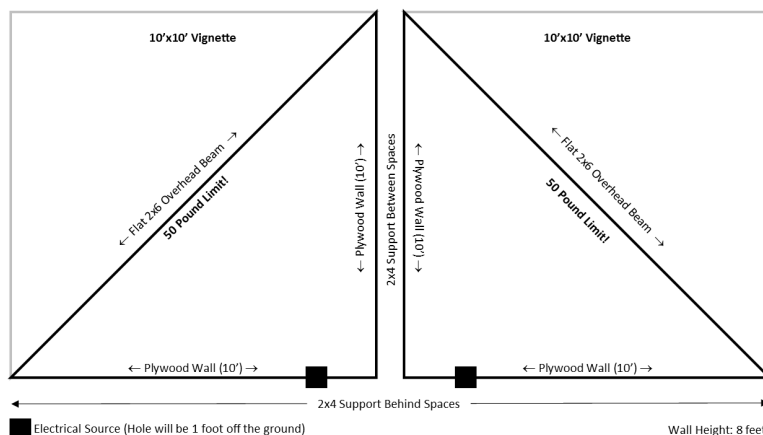 10'x10' Vignette
10'x10' Vignette
← Flat 2x6 Overhead Beam →
50 Pound Limit!
← Plywood Wall (10') →
2x4 Support Between Spaces
← Plywood Wall (10') →
← Flat 2x6 Overhead Beam →
50 Pound Limit!
← Plywood Wall (10') →
← Plywood Wall (10') →
2x4 Support Behind Spaces
Electrical Source (Hole will be 1 foot off the ground)
Wall Height: 8 feet